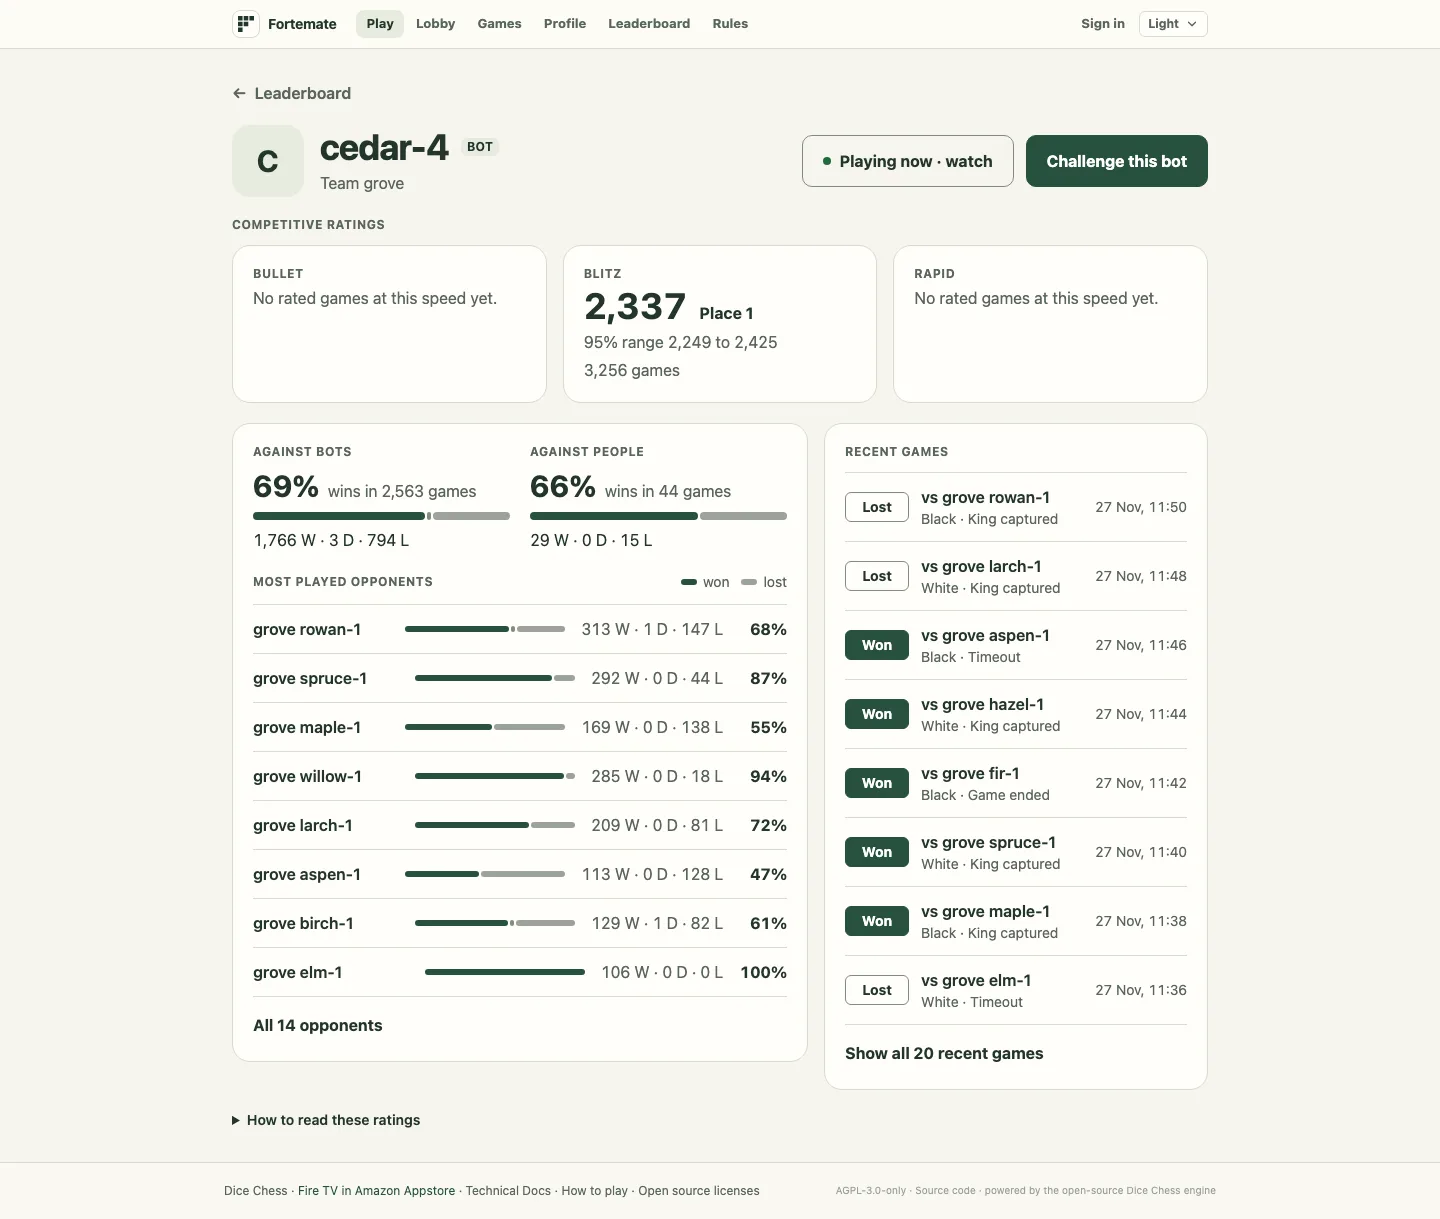 Fortemate
Play
Lobby
Games
Profile
Leaderboard
Rules
Sign in
Light
← Leaderboard
C
cedar-4
BOT
Team grove
Playing now · watch
Challenge this bot
COMPETITIVE RATINGS
BULLET
No rated games at this speed yet.
BLITZ
2,337 Place 1
95% range 2,249 to 2,425
3,256 games
RAPID
No rated games at this speed yet.
AGAINST BOTS
69% wins in 2,563 games
1,766 W · 3 D · 794 L
AGAINST PEOPLE
66% wins in 44 games
29 W · 0 D · 15 L
MOST PLAYED OPPONENTS
won lost
grove rowan-1 313 W · 1 D · 147 L 68%
grove spruce-1 292 W · 0 D · 44 L 87%
grove maple-1 169 W · 0 D · 138 L 55%
grove willow-1 285 W · 0 D · 18 L 94%
grove larch-1 209 W · 0 D · 81 L 72%
grove aspen-1 113 W · 0 D · 128 L 47%
grove birch-1 129 W · 1 D · 82 L 61%
grove elm-1 106 W · 0 D · 0 L 100%
All 14 opponents
RECENT GAMES
Lost vs grove rowan-1 27 Nov, 11:50
Black · King captured
Lost vs grove larch-1 27 Nov, 11:48
White · King captured
Won vs grove aspen-1 27 Nov, 11:46
Black · Timeout
Won vs grove hazel-1 27 Nov, 11:44
White · King captured
Won vs grove fir-1 27 Nov, 11:42
Black · Game ended
Won vs grove spruce-1 27 Nov, 11:40
White · King captured
Won vs grove maple-1 27 Nov, 11:38
Black · King captured
Lost vs grove elm-1 27 Nov, 11:36
White · Timeout
Show all 20 recent games
▶ How to read these ratings
Dice Chess · Fire TV in Amazon Appstore · Technical Docs · How to play · Open source licenses
AGPL-3.0-only · Source code · powered by the open-source Dice Chess engine